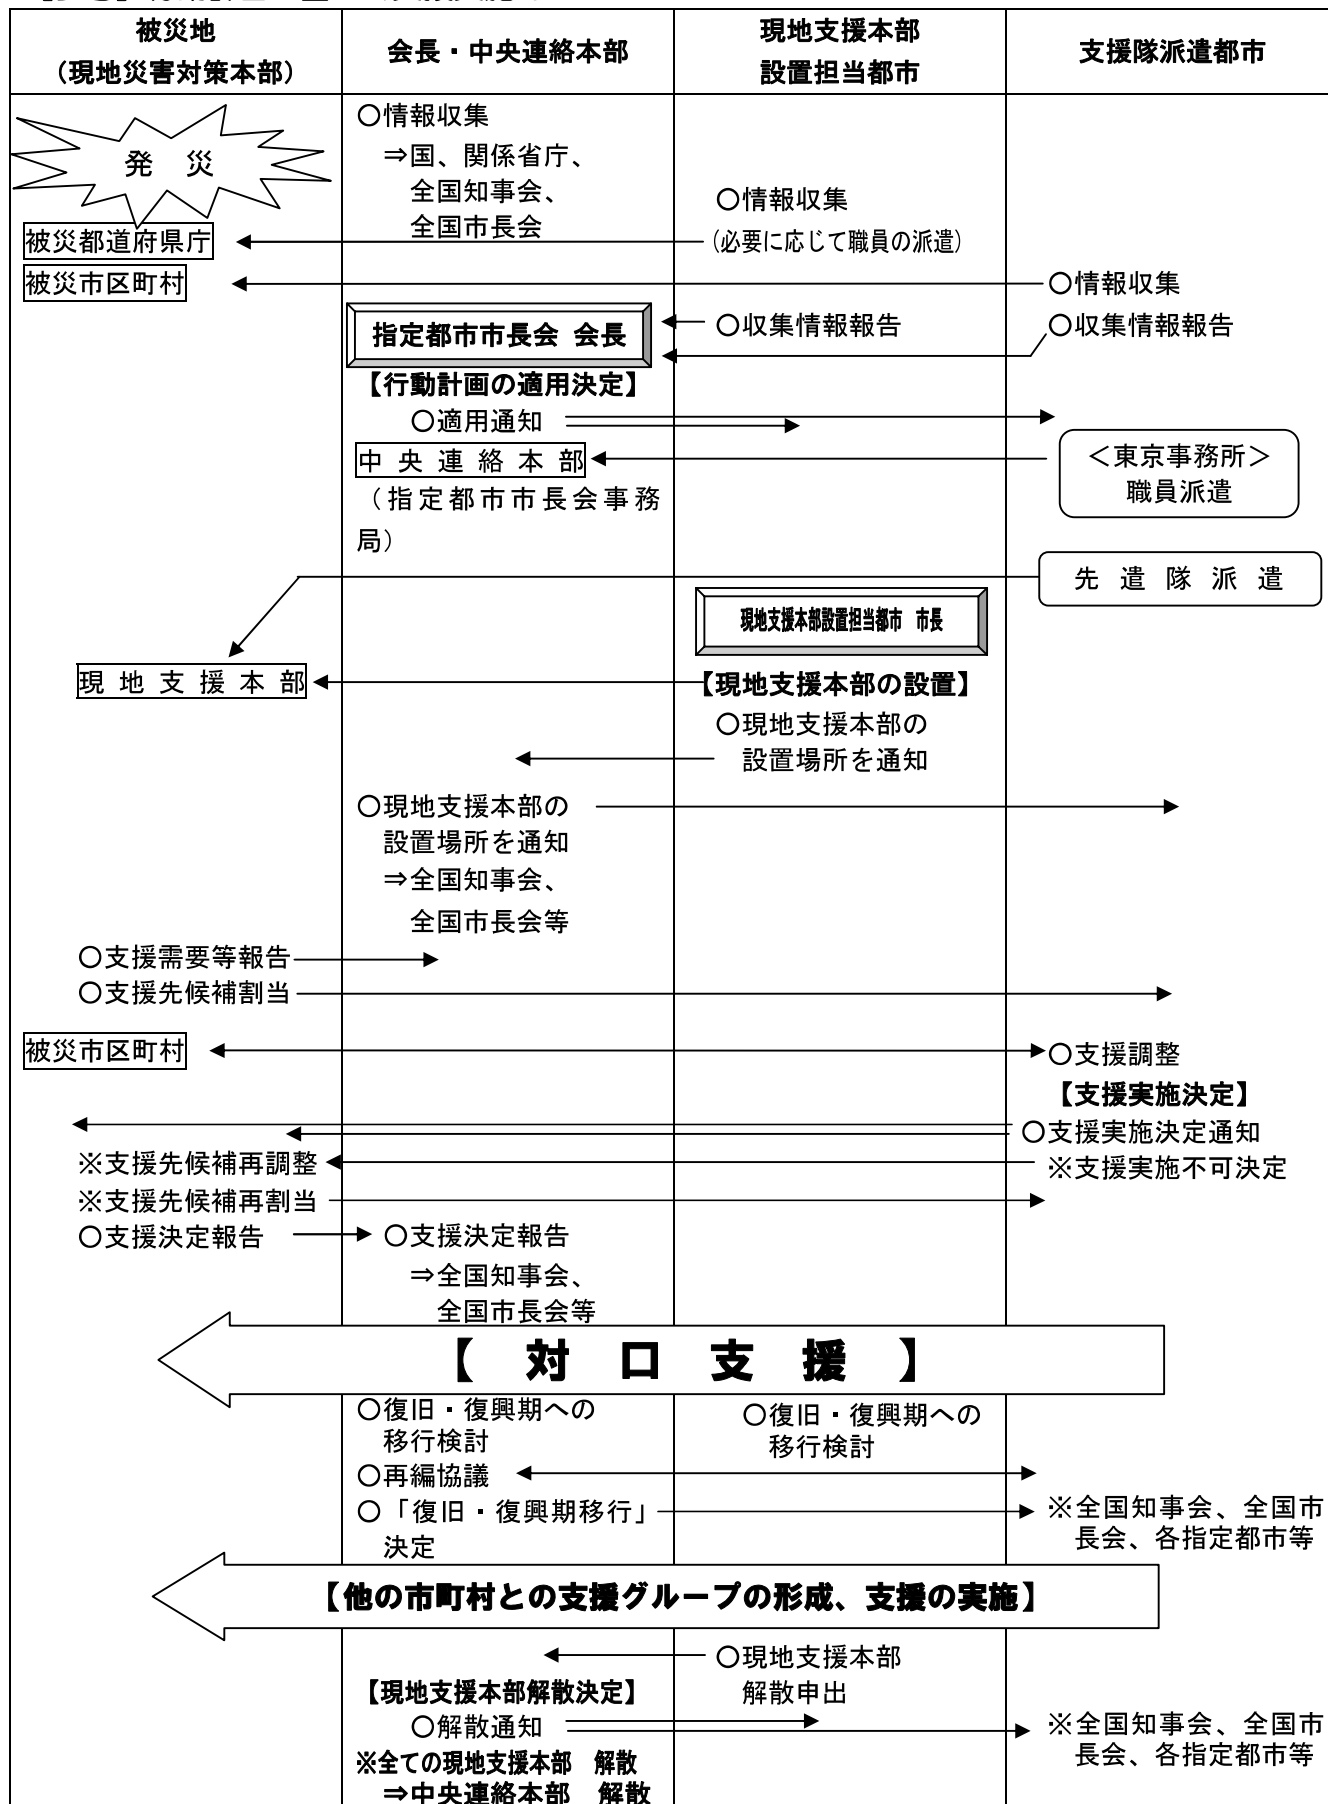 被災地
（現地災害対策本部）
会長・中央連絡本部
現地支援本部
設置担当都市
支援隊派遣都市
発　災
○情報収集
⇒国、関係省庁、
全国知事会、
全国市長会
○情報収集
（必要に応じて職員の派遣）
被災都道府県庁
被災市区町村
○情報収集
指定都市市長会 会長
○収集情報報告
○収集情報報告
【行動計画の適用決定】
○適用通知
中央連絡本部
（指定都市市長会事務
局）
＜東京事務所＞
職員派遣
先遣隊派遣
現地支援本部設置担当都市　市長
現地支援本部
【現地支援本部の設置】
○現地支援本部の
設置場所を通知
○現地支援本部の
設置場所を通知
⇒全国知事会、
全国市長会等
○支援需要等報告
○支援先候補割当
被災市区町村
○支援調整
【支援実施決定】
○支援実施決定通知
※支援先候補再調整
※支援実施不可決定
※支援先候補再割当
○支援決定報告
○支援決定報告
⇒全国知事会、
全国市長会等
【　対　口　支　援　】
○復旧・復興期への
移行検討
○復旧・復興期への
移行検討
○再編協議
○「復旧・復興期移行」
決定
※全国知事会、全国市
長会、各指定都市等
【他の市町村との支援グループの形成、支援の実施】
○現地支援本部
解散申出
【現地支援本部解散決定】
○解散通知
※全国知事会、全国市
長会、各指定都市等
※全ての現地支援本部　解散
⇒中央連絡本部　解散